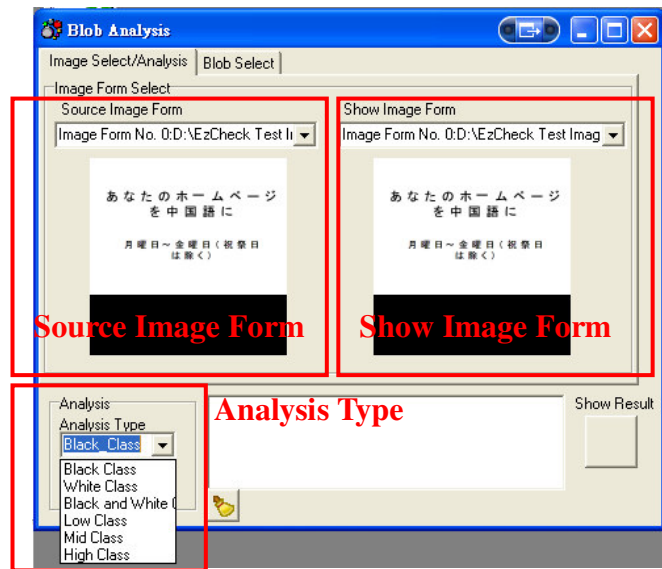 Blob Analysis
Image Select/Analysis
Blob Select
Image Form Select
Source Image Form
Show Image Form
Image Form No. 0:D:\EzCheck Test I
Image Form No. 0:D:\EzCheck Test Imag
あなたのホームページ
を中国語に
月曜日～金曜日(祝祭日
は除く)
あなたのホームページ
を中国語に
月曜日～金曜日(祝祭日
は除く)
Source Image Form
Show Image Form
Analysis
Analysis Type
Black_Class
Black Class
White Class
Black and White
Low Class
Mid Class
High Class
Analysis Type
Show Result